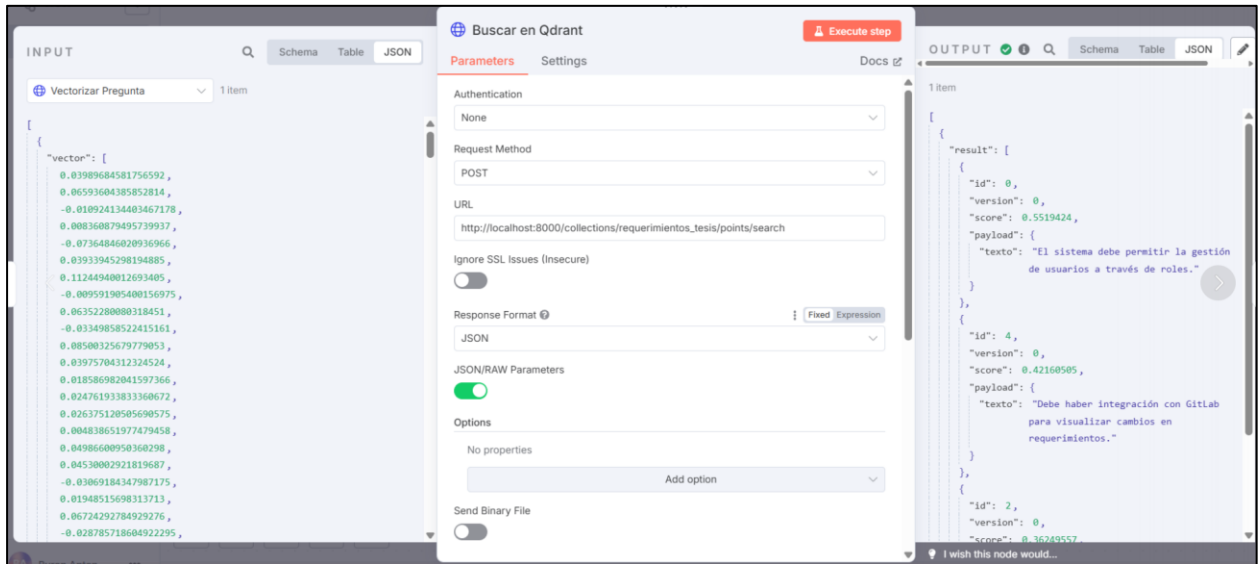 INPUT
Schema Table JSON
Vectorizar Pregunta
1 item
[
{
"vector": [
0.03989684581756592,
0.06593604385852814,
-0.010924134403467178,
0.008360879495739937,
-0.07364846020936966,
0.03933945298194885,
0.11244940012693405,
-0.009591905400156975,
0.06352280080318451,
-0.03349858522415161,
0.08500325679779053,
0.03975704312324524,
0.018586982041597366,
0.024761933833360672,
0.026375120505690575,
0.004838651977479458,
0.04986600950360298,
0.04530002921819687,
-0.03069184347987175,
0.01948515698313713,
0.06724292784929276,
-0.028785718604922295,
Buscar en Qdrant
Execute step
Parameters Settings Docs
Authentication
None
Request Method
POST
URL
http://localhost:8000/collections/requerimientos_tesis/points/search
Ignore SSL Issues (Insecure)
Response Format
Fixed Expression
JSON
JSON/RAW Parameters
Options
No properties
Add option
Send Binary File
OUTPUT
Schema Table JSON
1 item
[
{
"result": [
{
"id": 0,
"version": 0,
"score": 0.5519424,
"payload": {
"texto": "El sistema debe permitir la gestión
de usuarios a través de roles."
}
},
{
"id": 4,
"version": 0,
"score": 0.42160505,
"payload": {
"texto": "Debe haber integración con GitLab
para visualizar cambios en
requerimientos."
}
},
{
"id": 2,
"version": 0,
"score": 0.36249557,
I wish this node would...